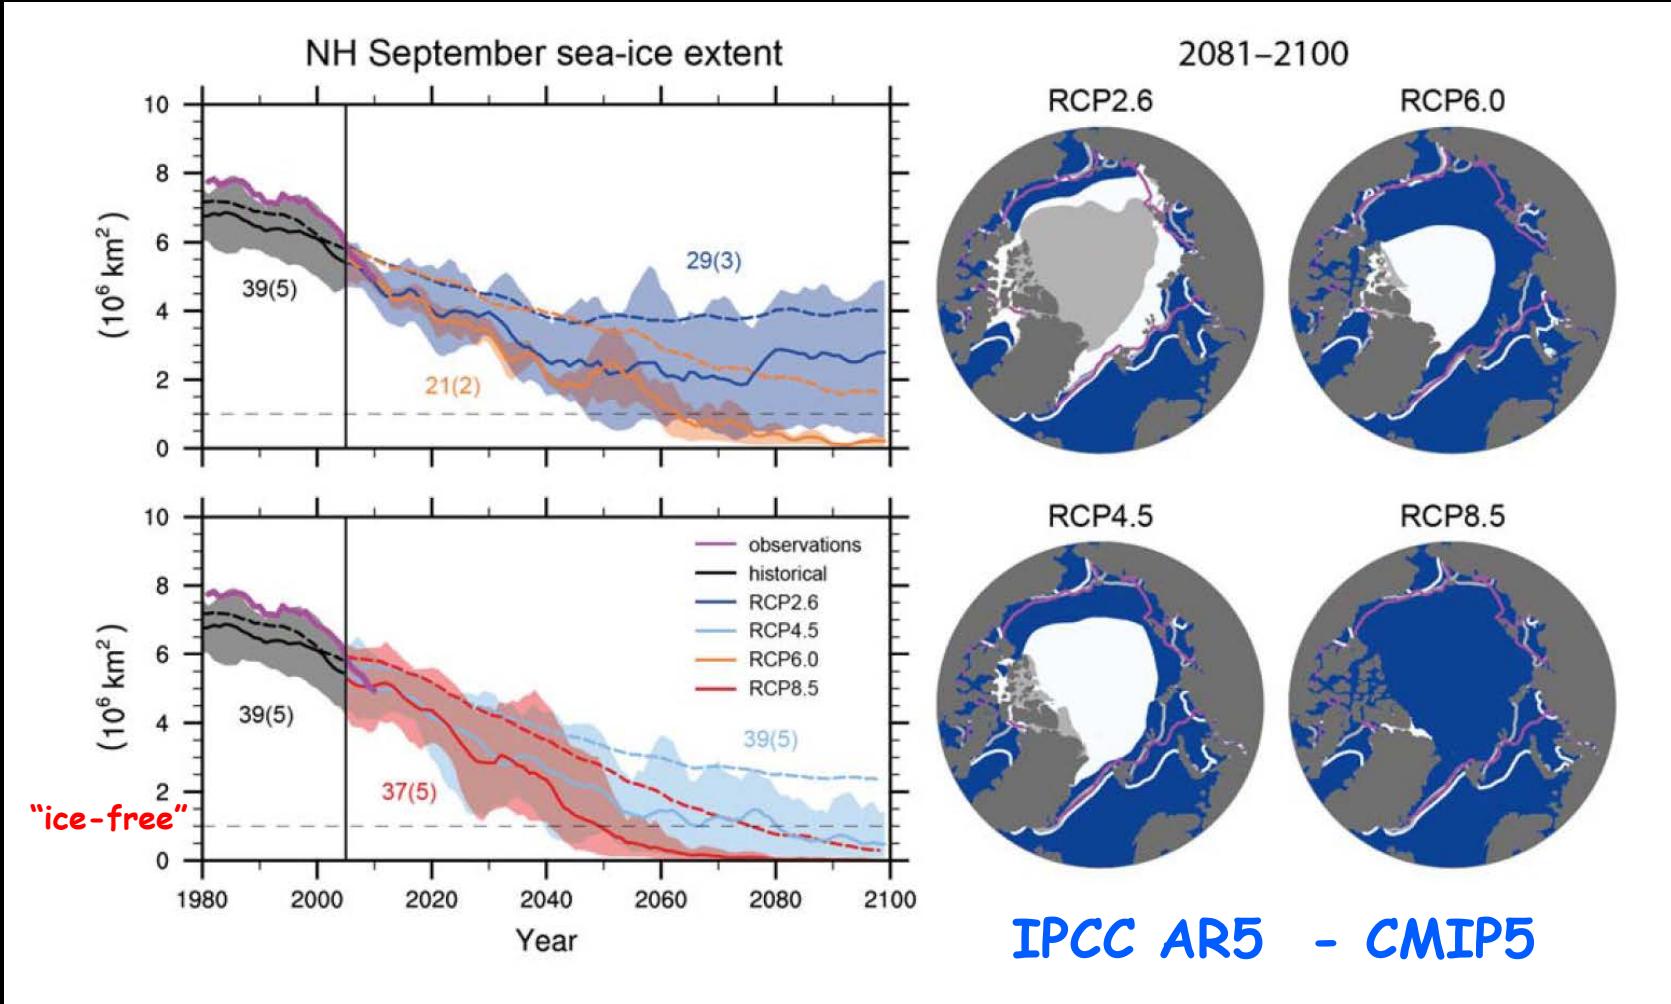 NH September sea-ice extent
10
8
6
4
2
0
(10⁶ km²)
39(5)
29(3)
21(2)
10
8
6
4
2
0
(10⁶ km²)
observations
historical
RCP2.6
RCP4.5
RCP6.0
RCP8.5
39(5)
37(5)
39(5)
"ice-free"
1980 2000 2020 2040 2060 2080 2100
Year
2081–2100
RCP2.6 RCP6.0
RCP4.5 RCP8.5
IPCC AR5 - CMIP5